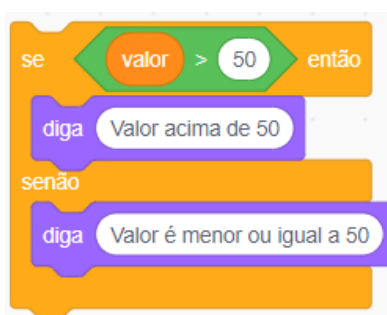 se valor > 50 então
diga Valor acima de 50
senão
diga Valor é menor ou igual a 50